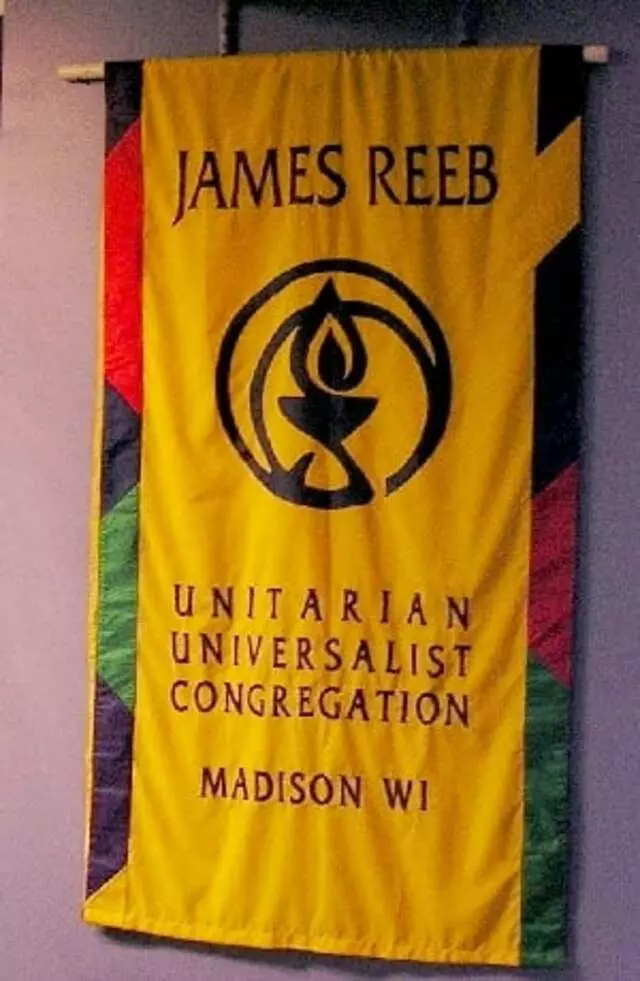 JAMES REEB
UNITARIAN
UNIVERSALIST
CONGREGATION
MADISON WI